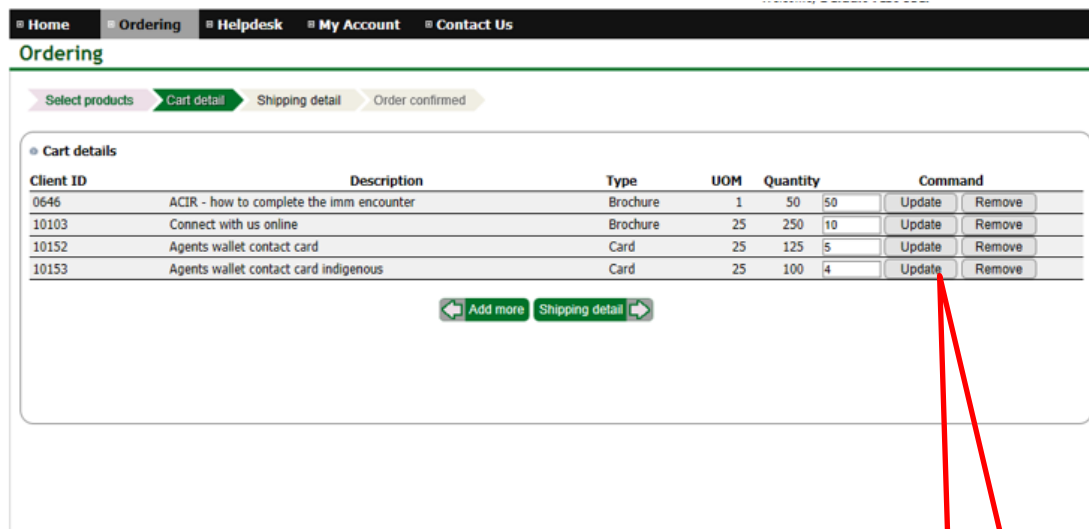 Home Ordering Helpdesk My Account Contact Us
Ordering
Select products Cart detail Shipping detail Order confirmed
Cart details
Client ID Description Type UOM Quantity Command
0646 ACIR - how to complete the imm encounter Brochure 1 50 50 Update Remove
10103 Connect with us online Brochure 25 250 10 Update Remove
10152 Agents wallet contact card Card 25 125 5 Update Remove
10153 Agents wallet contact card indigenous Card 25 100 4 Update Remove
Add more Shipping detail